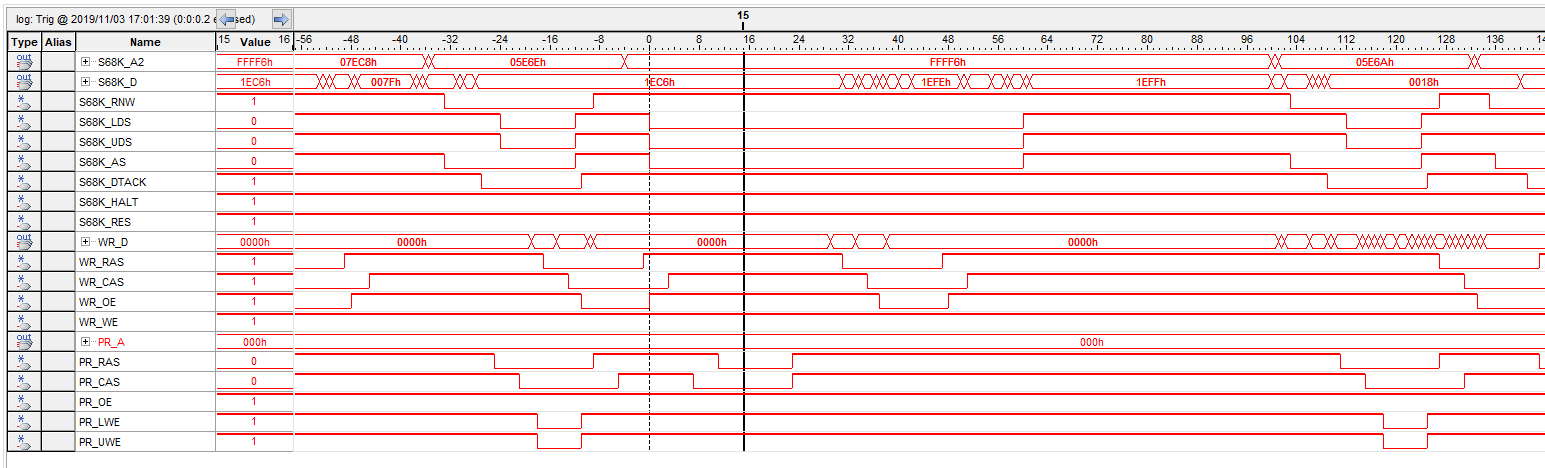 log: Trig @ 2019/11/03 17:01:39 (0:0:0.2 e sed)
15
Type Alias Name 15 Value 16 -56 -48 -40 -32 -24 -16 -8 0 8 16 24 32 40 48 56 64 72 80 88 96 104 112 120 128 136 14
out S68K_A2 FFFF6h 07EC8h 05E6Eh FFFF6h 05E6Ah
out S68K_D 1EC6h 007Fh 1EC6h 1EFEh 1EFFh 0018h
* S68K_RNW 1
* S68K_LDS 0
* S68K_UDS 0
* S68K_AS 0
* S68K_DTACK 1
* S68K_HALT 1
* S68K_RES 1
out WR_D 0000h 0000h 0000h 0000h
* WR_RAS 1
* WR_CAS 1
* WR_OE 1
* WR_WE 1
out PR_A 000h 000h
* PR_RAS 0
* PR_CAS 0
* PR_OE 1
* PR_LWE 1
* PR_UWE 1